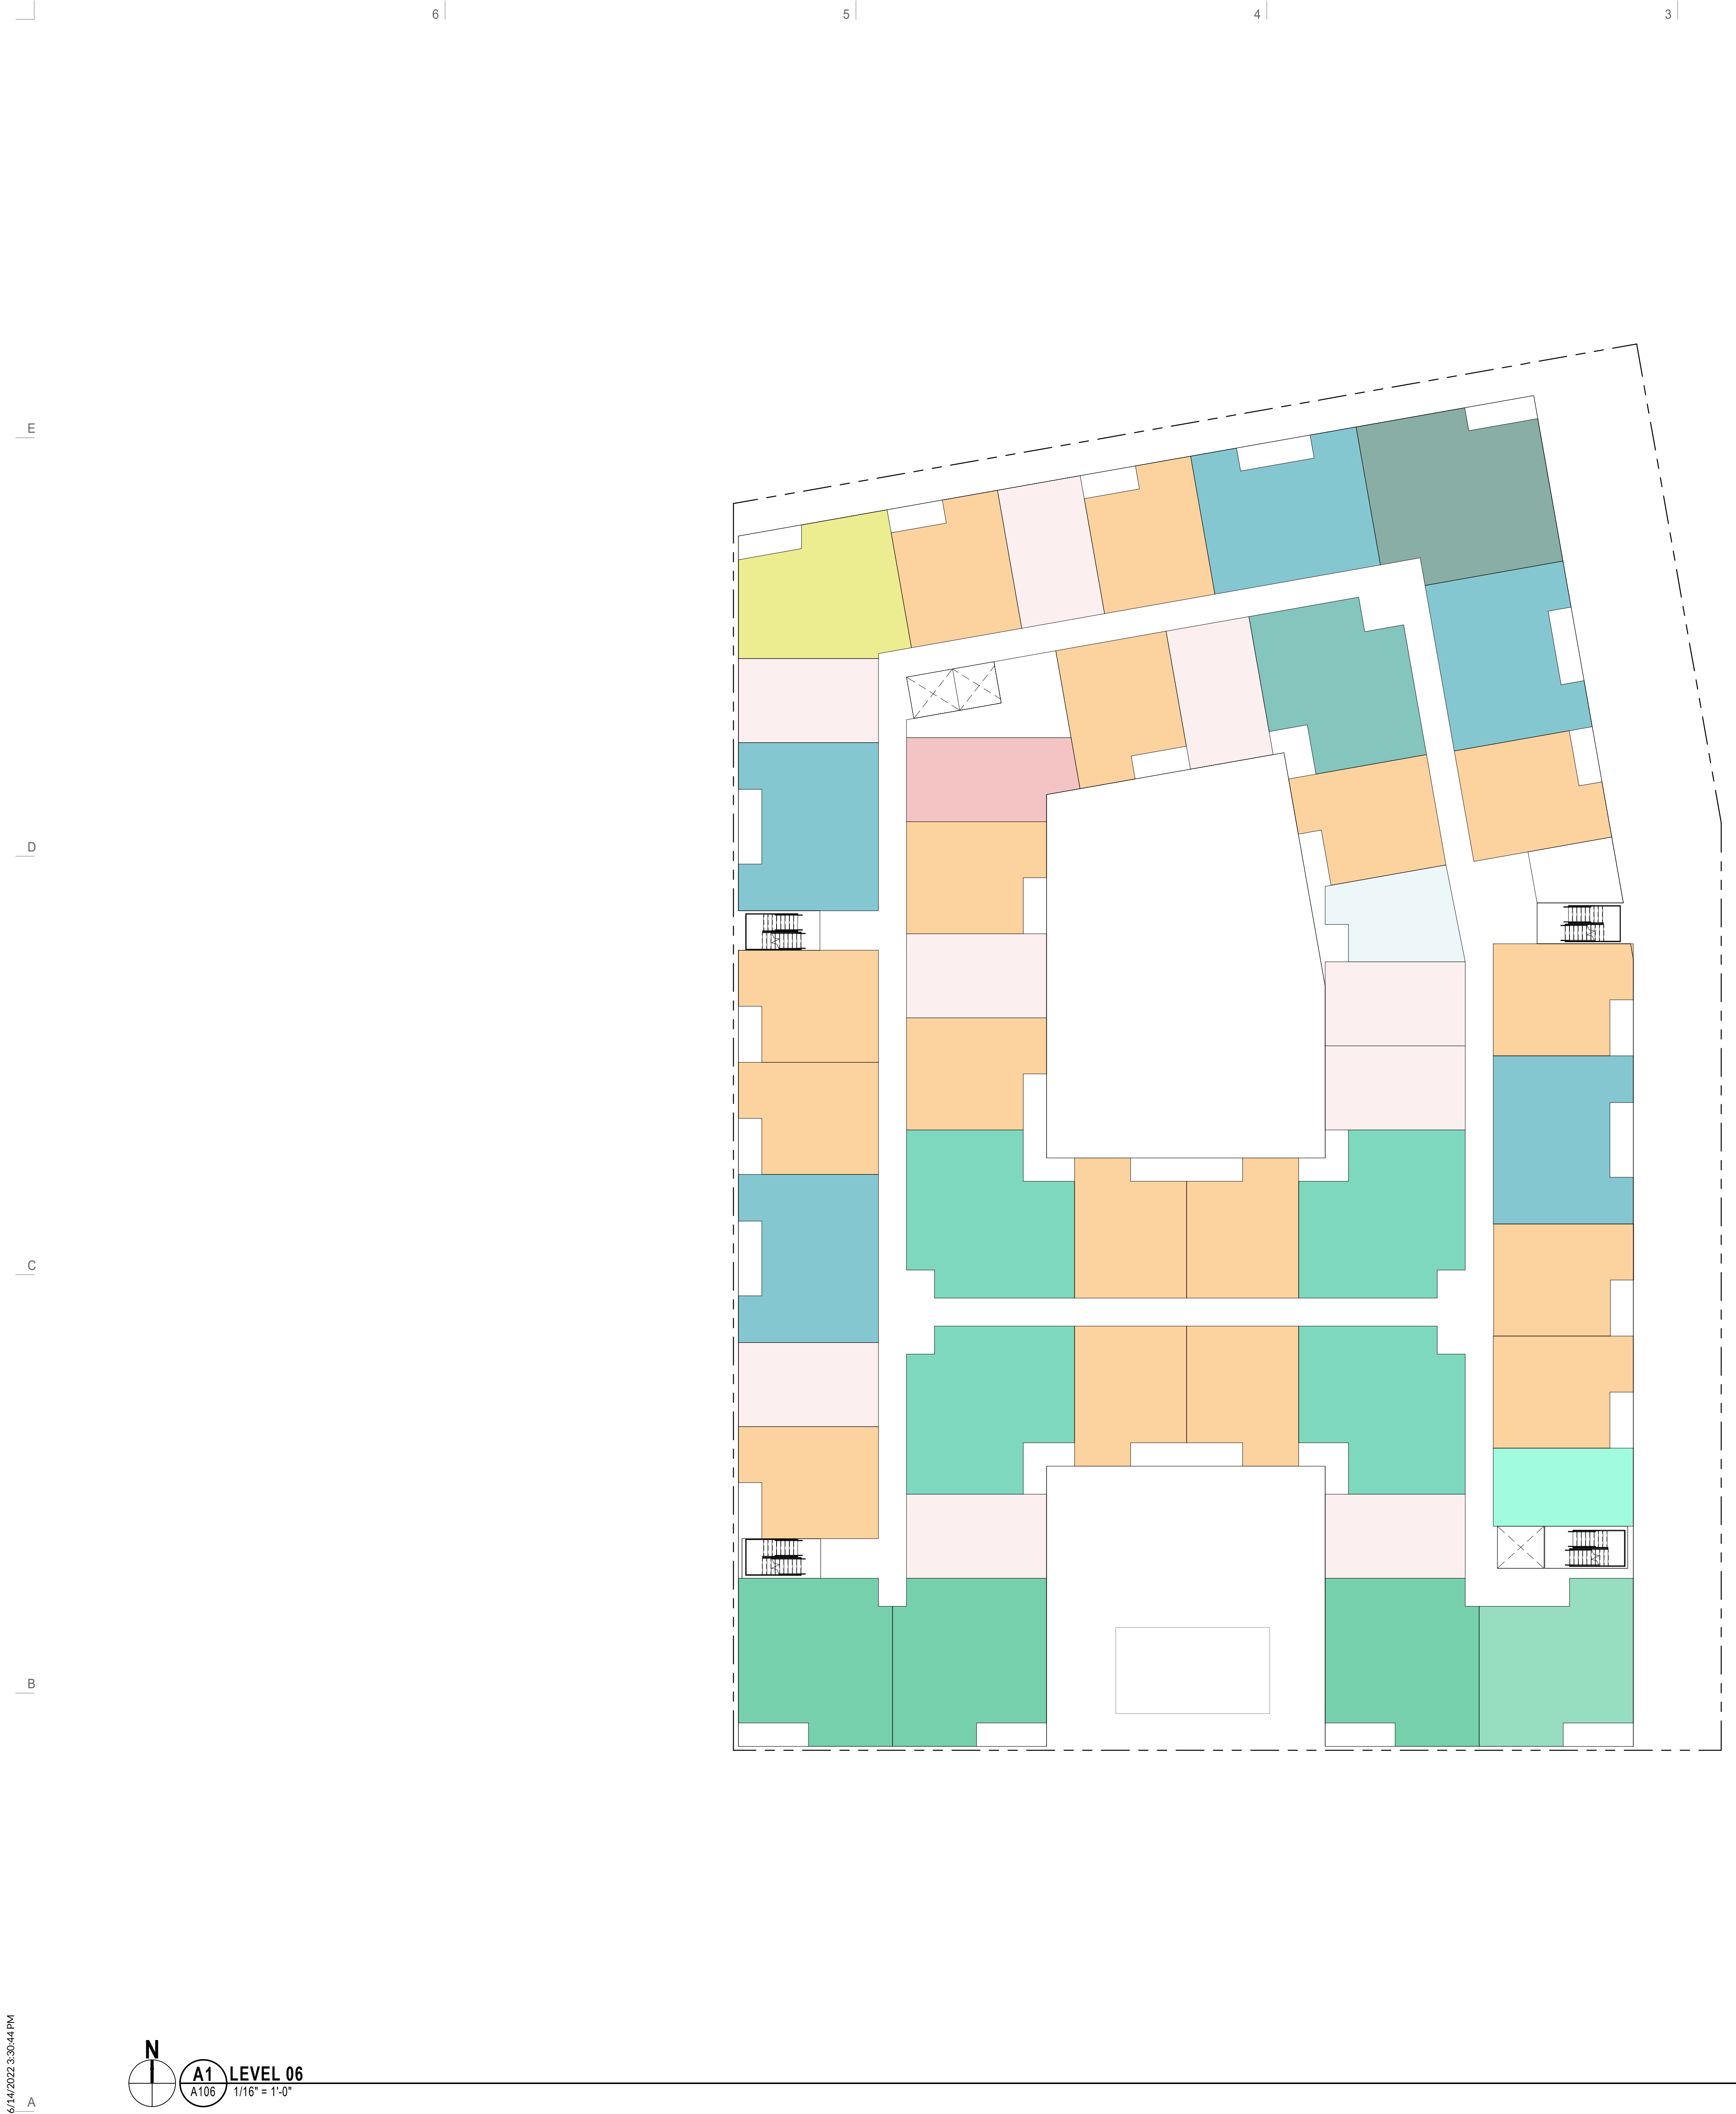 6
5
4
3
E
D
C
B
A
6/14/2022 3:30:44 PM
N
A1
LEVEL 06
A106
1/16" = 1'-0"